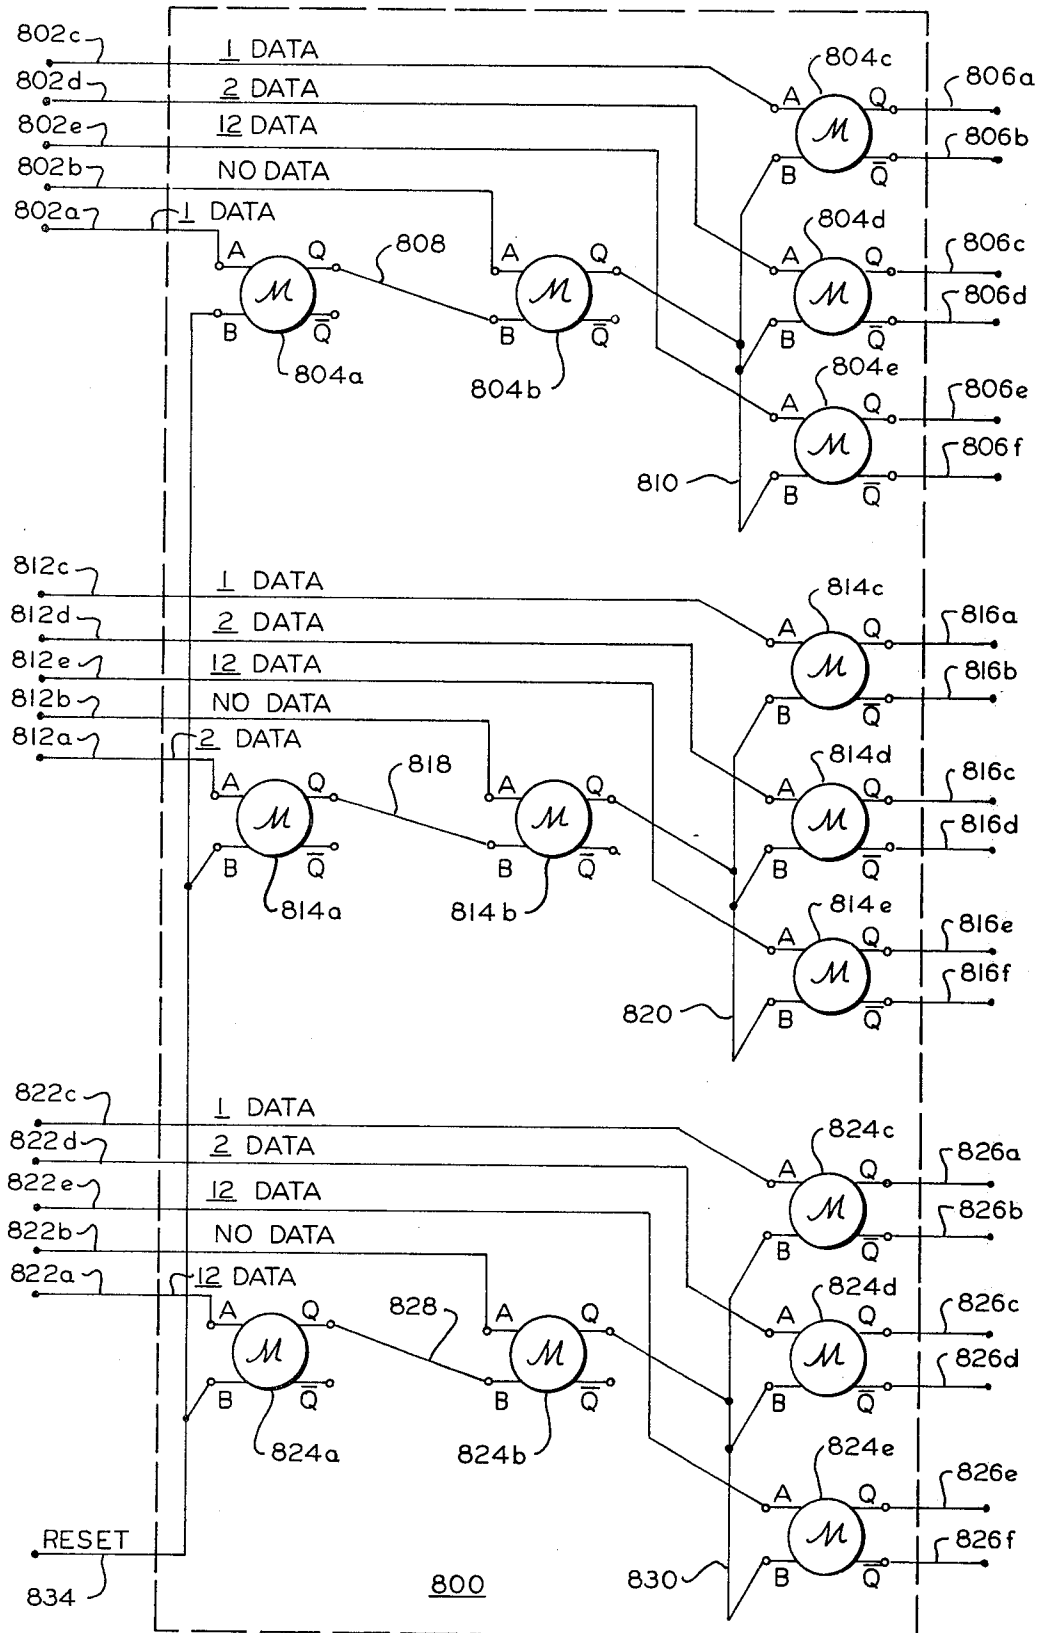 802c 1 DATA
804c
A Q 806a
ℳ
B Q̅ 806b
802d 2 DATA
802e 12 DATA
802b NO DATA
802a 1 DATA
A Q 808
ℳ
B Q̅
804a
A Q
ℳ
B Q̅
804b
804d
A Q 806c
ℳ
B Q̅ 806d
804e
A Q 806e
ℳ
B Q̅ 806f
810
812c 1 DATA
814c
A Q 816a
ℳ
B Q̅ 816b
812d 2 DATA
812e 12 DATA
812b NO DATA
812a 2 DATA
A Q 818
ℳ
B Q̅
814a
A Q
ℳ
B Q̅
814b
814d
A Q 816c
ℳ
B Q̅ 816d
814e
A Q 816e
ℳ
B Q̅ 816f
820
822c 1 DATA
824c
A Q 826a
ℳ
B Q̅ 826b
822d 2 DATA
822e 12 DATA
822b NO DATA
822a 12 DATA
A Q 828
ℳ
B Q̅
824a
A Q
ℳ
B Q̅
824b
824d
A Q 826c
ℳ
B Q̅ 826d
824e
A Q 826e
ℳ
B Q̅ 826f
830
RESET
834
800